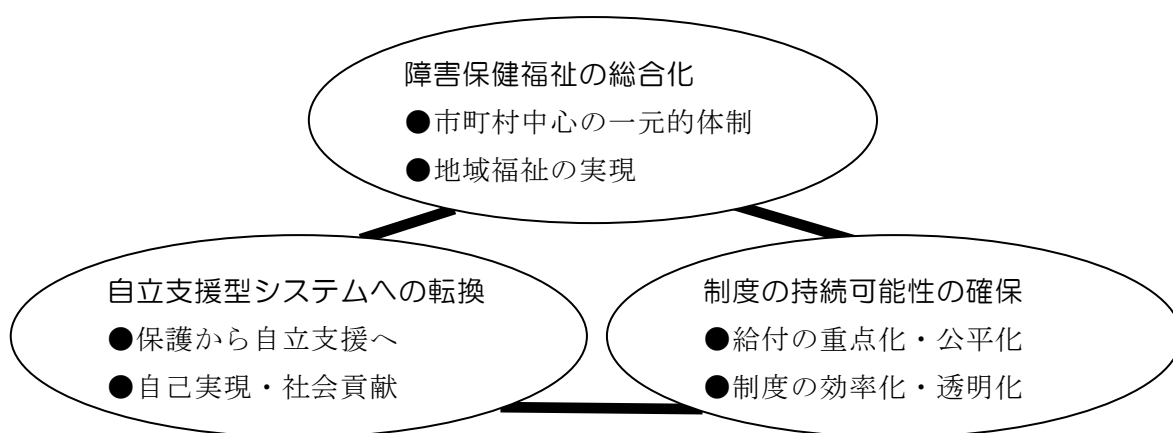 障害保健福祉の総合化
●市町村中心の一元的体制
●地域福祉の実現
自立支援型システムへの転換
●保護から自立支援へ
●自己実現・社会貢献
制度の持続可能性の確保
●給付の重点化・公平化
●制度の効率化・透明化